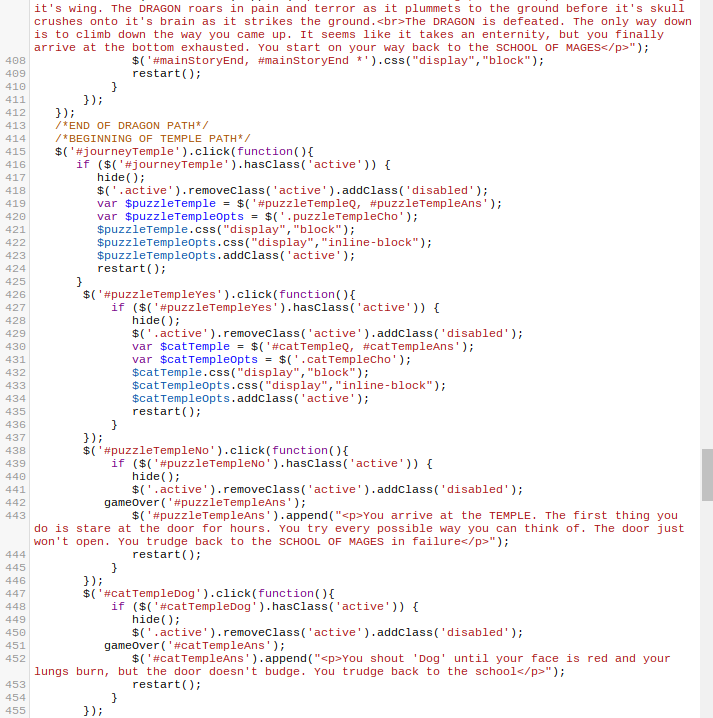 it's wing. The DRAGON roars in pain and terror as it plummets to the ground before it's skull
crushes onto it's brain as it strikes the ground.<br>The DRAGON is defeated. The only way down
is to climb down the way you came up. It seems like it takes an enternity, but you finally
arrive at the bottom exhausted. You start on your way back to the SCHOOL OF MAGES</p>");
408 $('#mainStoryEnd, #mainStoryEnd *').css("display","block");
409 restart();
410 }
411 });
412 });
413 /*END OF DRAGON PATH*/
414 /*BEGINNING OF TEMPLE PATH*/
415 $('#journeyTemple').click(function(){
416 if ($('#journeyTemple').hasClass('active')) {
417 hide();
418 $('.active').removeClass('active').addClass('disabled');
419 var $puzzleTemple = $('#puzzleTempleQ, #puzzleTempleAns');
420 var $puzzleTempleOpts = $('.puzzleTempleCho');
421 $puzzleTemple.css("display","block");
422 $puzzleTempleOpts.css("display","inline-block");
423 $puzzleTempleOpts.addClass('active');
424 restart();
425 }
426 $('#puzzleTempleYes').click(function(){
427 if ($('#puzzleTempleYes').hasClass('active')) {
428 hide();
429 $('.active').removeClass('active').addClass('disabled');
430 var $catTemple = $('#catTempleQ, #catTempleAns');
431 var $catTempleOpts = $('.catTempleCho');
432 $catTemple.css("display","block");
433 $catTempleOpts.css("display","inline-block");
434 $catTempleOpts.addClass('active');
435 restart();
436 }
437 });
438 $('#puzzleTempleNo').click(function(){
439 if ($('#puzzleTempleNo').hasClass('active')) {
440 hide();
441 $('.active').removeClass('active').addClass('disabled');
442 gameOver('#puzzleTempleAns');
443 $('#puzzleTempleAns').append("<p>You arrive at the TEMPLE. The first thing you
do is stare at the door for hours. You try every possible way you can think of. The door just
won't open. You trudge back to the SCHOOL OF MAGES in failure</p>");
444 restart();
445 }
446 });
447 $('#catTempleDog').click(function(){
448 if ($('#catTempleDog').hasClass('active')) {
449 hide();
450 $('.active').removeClass('active').addClass('disabled');
451 gameOver('#catTempleAns');
452 $('#catTempleAns').append("<p>You shout 'Dog' until your face is red and your
lungs burn, but the door doesn't budge. You trudge back to the school</p>");
453 restart();
454 }
455 });